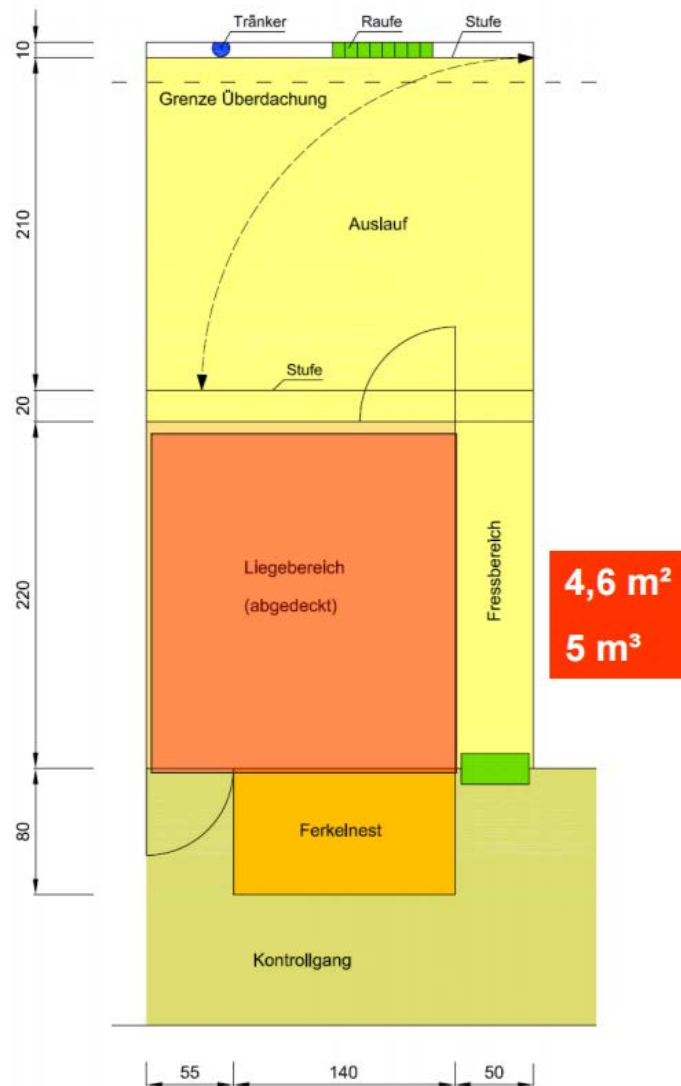 Tränker
Raufe
Stufe
10
Grenze Überdachung
210
Auslauf
Stufe
20
220
Liegebereich
(abgedeckt)
Fressbereich
4,6 m²
5 m³
80
Ferkelnest
Kontrollgang
55
140
50